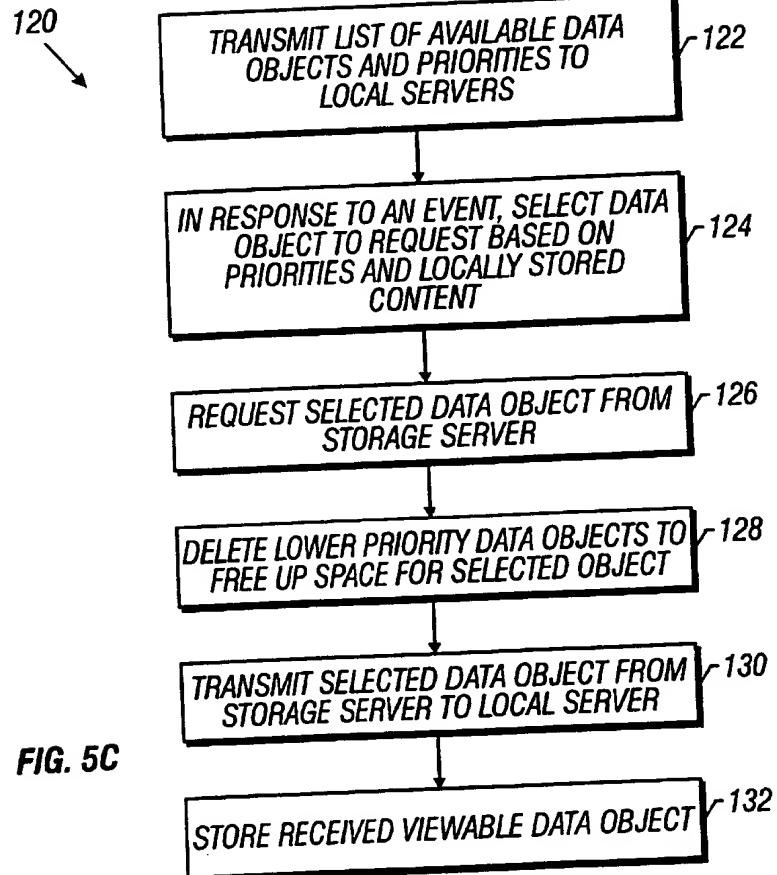 120
TRANSMIT LIST OF AVAILABLE DATA
OBJECTS AND PRIORITIES TO
LOCAL SERVERS
122
IN RESPONSE TO AN EVENT, SELECT DATA
OBJECT TO REQUEST BASED ON
PRIORITIES AND LOCALLY STORED
CONTENT
124
REQUEST SELECTED DATA OBJECT FROM
STORAGE SERVER
126
DELETE LOWER PRIORITY DATA OBJECTS TO
FREE UP SPACE FOR SELECTED OBJECT
128
TRANSMIT SELECTED DATA OBJECT FROM
STORAGE SERVER TO LOCAL SERVER
130
FIG. 5C
STORE RECEIVED VIEWABLE DATA OBJECT
132